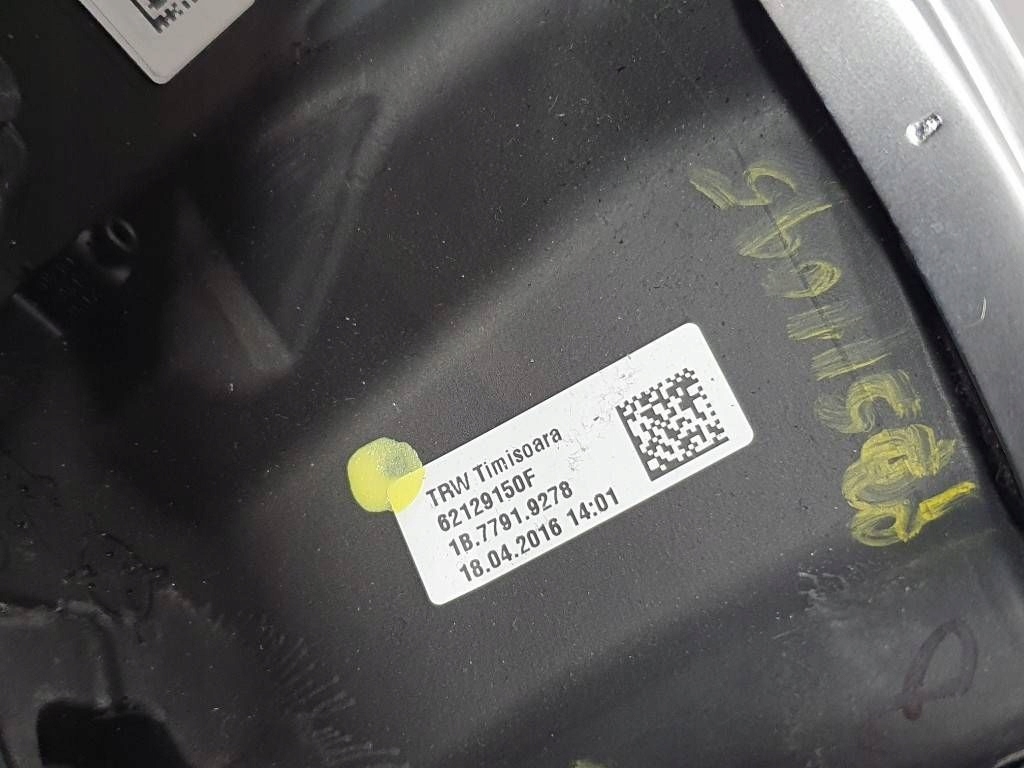 TRW Timisoara
62129150F
1B.7791.9278
18.04.2016 14:01